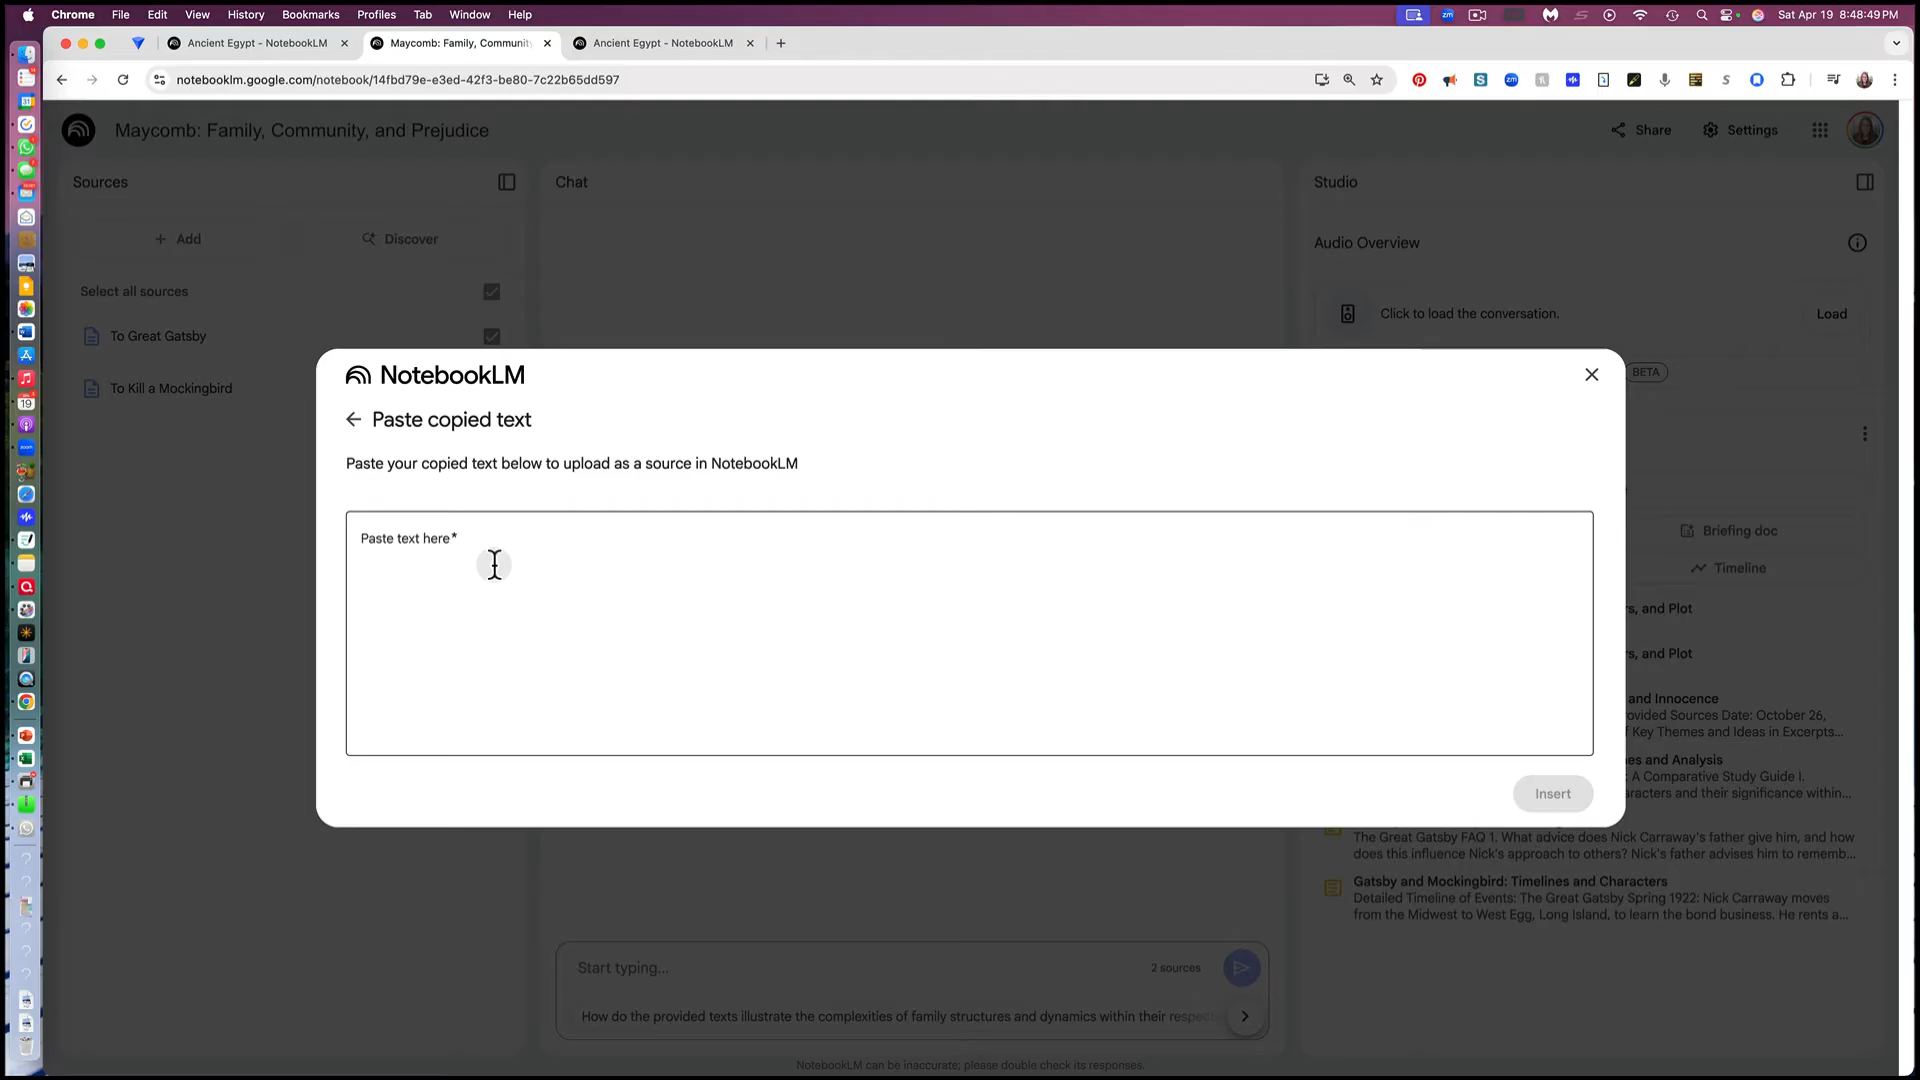 Chrome File Edit View History Bookmarks Profiles Tab Window Help
Sat Apr 19 8:48:49 PM
Ancient Egypt - NotebookLM
Maycomb: Family, Communit
Ancient Egypt - NotebookLM
notebooklm.google.com/notebook/14fbd79e-e3ed-42f3-be80-7c22b65dd597
Maycomb: Family, Community, and Prejudice
Share
Settings
Sources
Chat
Studio
Add
Discover
Audio Overview
Select all sources
Click to load the conversation.
Load
To Great Gatsby
To Kill a Mockingbird
BETA
NotebookLM
Paste copied text
Paste your copied text below to upload as a source in NotebookLM
Paste text here*
Insert
Briefing doc
Timeline
s, and Plot
s, and Plot
and Innocence
ovided Sources Date: October 26,
f Key Themes and Ideas in Excerpts...
es and Analysis
: A Comparative Study Guide I.
aracters and their significance within...
The Great Gatsby FAQ 1. What advice does Nick Carraway's father give him, and how
does this influence Nick's approach to others? Nick's father advises him to rememb...
Gatsby and Mockingbird: Timelines and Characters
Detailed Timeline of Events: The Great Gatsby Spring 1922: Nick Carraway moves
from the Midwest to West Egg, Long Island, to learn the bond business. He rents a...
Start typing...
2 sources
How do the provided texts illustrate the complexities of family structures and dynamics within their respec
NotebookLM can be inaccurate; please double check its responses.